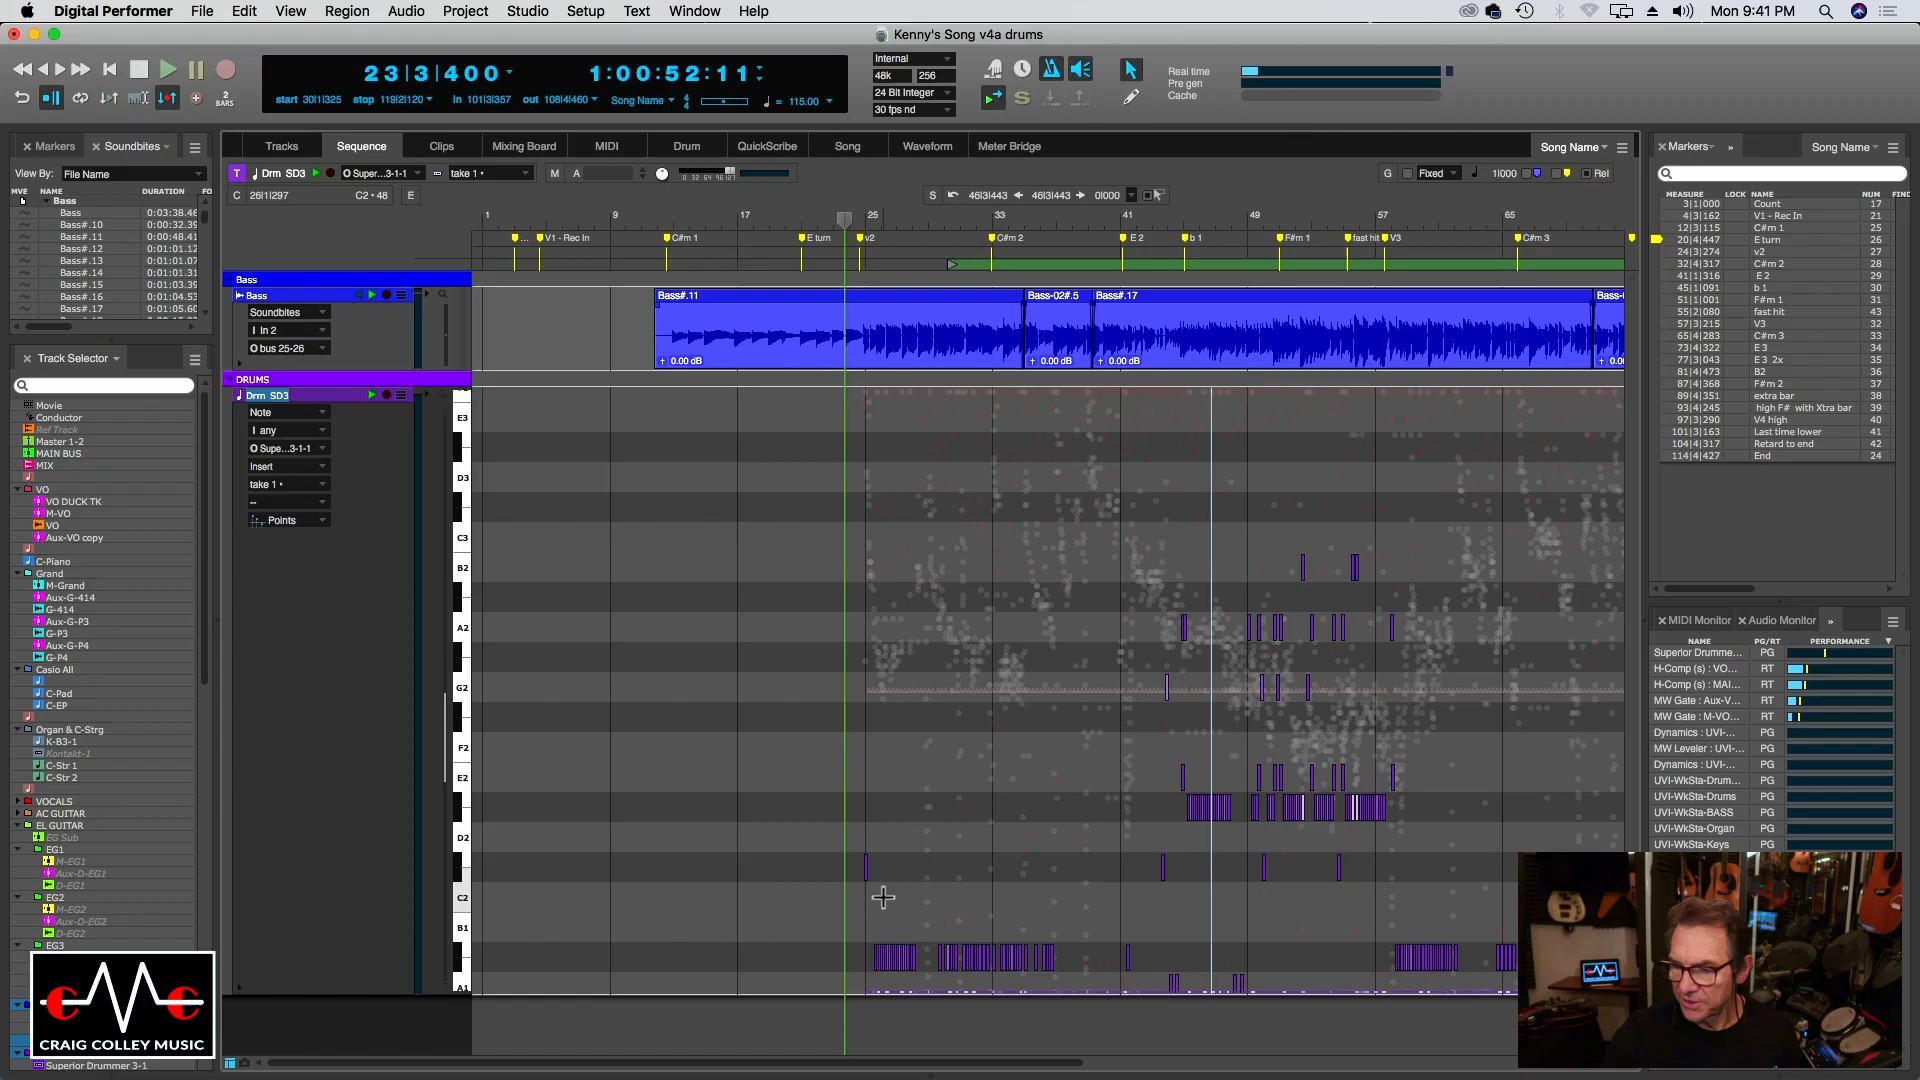 Digital Performer File Edit View Region Audio Project Studio Setup Text Window Help
Mon 9:41 PM
Kenny's Song v4a drums
23|3|400
1:00:52:11
start 30|1|325 stop 119|2|120 In 101|3|357 out 108|4|460 Song Name 4 4 = 115.00
2 BARS
Internal
48k 256
24 Bit Integer
30 fps nd
Real time
Pre gen
Cache
Markers Soundbites
View By: File Name
MVE NAME DURATION FO
Bass
Bass 0:03:38.46
Bass#.10 0:00:32.39
Bass#.11 0:00:48.41
Bass#.12 0:01:01.12
Bass#.13 0:01:01.07
Bass#.14 0:01:01.31
Bass#.15 0:01:03.39
Bass#.16 0:01:04.53
Bass#.17 0:01:05.60
Track Selector
Movie
Conductor
Ref Track
Master 1-2
MAIN BUS
MIX
VO
VO DUCK TK
M-VO
VO
Aux-VO copy
C-Piano
Grand
M-Grand
Aux-G-414
G-414
Aux-G-P3
G-P3
Aux-G-P4
G-P4
Casio All
C-Pad
C-EP
Organ & C-Strg
K-B3-1
Kontakt-1
C-Str 1
C-Str 2
VOCALS
AC GUITAR
EL GUITAR
EG Sub
EG1
M-EG1
Aux-D-EG1
D-EG1
EG2
M-EG2
Aux-D-EG2
D-EG2
EG3
CMC
CRAIG COLLEY MUSIC
Superior Drummer 3-1
Tracks Sequence Clips Mixing Board MIDI Drum QuickScribe Song Waveform Meter Bridge
Song Name
T Drm SD3 O Super...3-1-1 take 1 M A 0 32 64 96 127
G Fixed 1|000 Rel
C 26|1|297 C2 • 48 E
S 46|3|443 46|3|443 0|000
1 9 17 25 33 41 49 57 65
... V1 - Rec In C#m 1 E turn v2 C#m 2 E 2 b 1 F#m 1 fast hit V3 C#m 3
Bass
Bass
Soundbites
I In 2
O bus 25-26
Bass#.11 Bass-02#.5 Bass#.17
0.00 dB 0.00 dB 0.00 dB
DRUMS
Drm SD3
Note
I any
O Supe...3-1-1
Insert
take 1
--
Points
E3
D3
C3
B2
A2
G2
F2
E2
D2
C2
B1
A1
Markers Song Name
MEASURE LOCK NAME NUM FIND
3|1|000 Count 17
4|3|162 V1 - Rec In 21
12|3|115 C#m 1 25
20|4|447 E turn 26
24|3|274 v2 27
32|4|317 C#m 2 28
41|1|316 E 2 29
45|1|091 b 1 30
51|1|001 F#m 1 31
55|2|080 fast hit 43
57|3|215 V3 32
65|4|283 C#m 3 33
73|4|322 E 3 34
77|3|043 E3 2x 35
81|4|473 B2 36
87|4|368 F#m 2 37
89|4|351 extra bar 38
93|4|245 high F# with Xtra bar 39
97|3|290 V4 high 40
101|3|163 Last time lower 41
104|4|317 Retard to end 42
114|4|427 End 24
MIDI Monitor Audio Monitor
NAME PG/RT PERFORMANCE
Superior Drumme... PG
H-Comp (s) : VO... RT
H-Comp (s) : MAI... RT
MW Gate : Aux-V... RT
MW Gate : M-VO... RT
Dynamics : UVI-... PG
MW Leveler : UVI-... PG
Dynamics : UVI-... PG
UVI-WkSta-Drum... PG
UVI-WkSta-Drums PG
UVI-WkSta-BASS PG
UVI-WkSta-Organ PG
UVI-WkSta-Keys PG